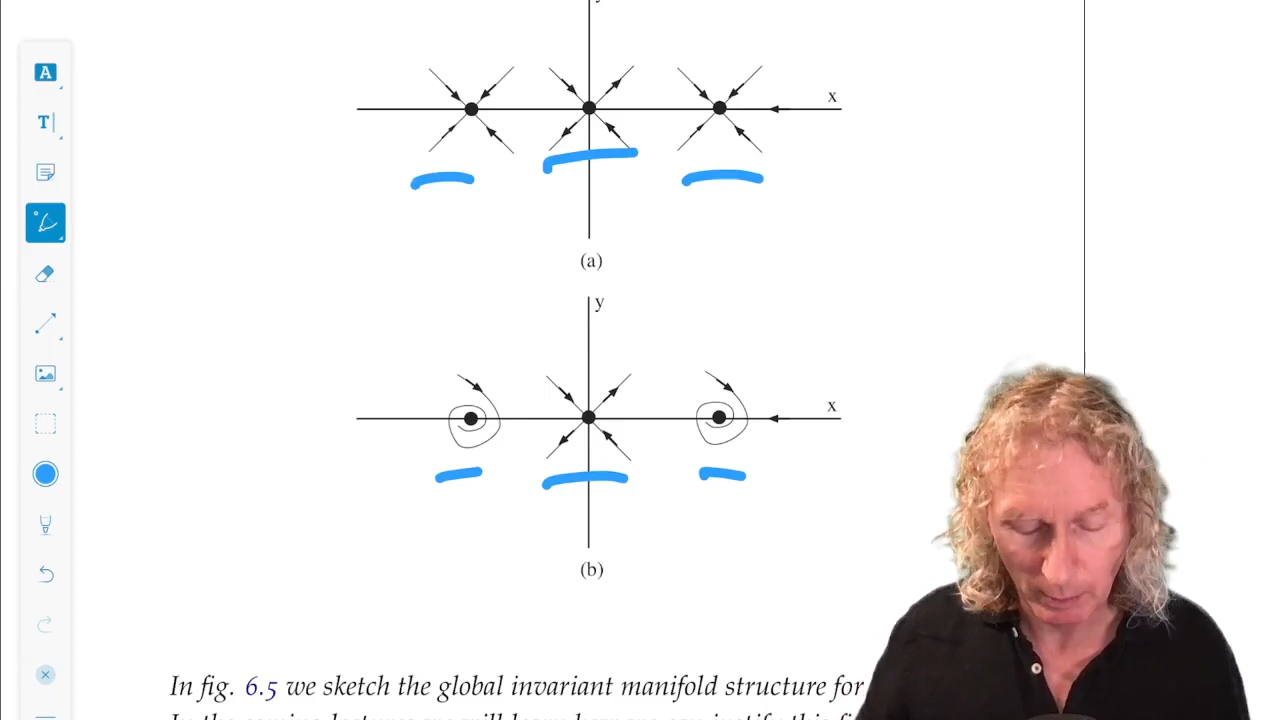 y
x
(a)
y
x
(b)
In fig. 6.5 we sketch the global invariant manifold structure for
A
T